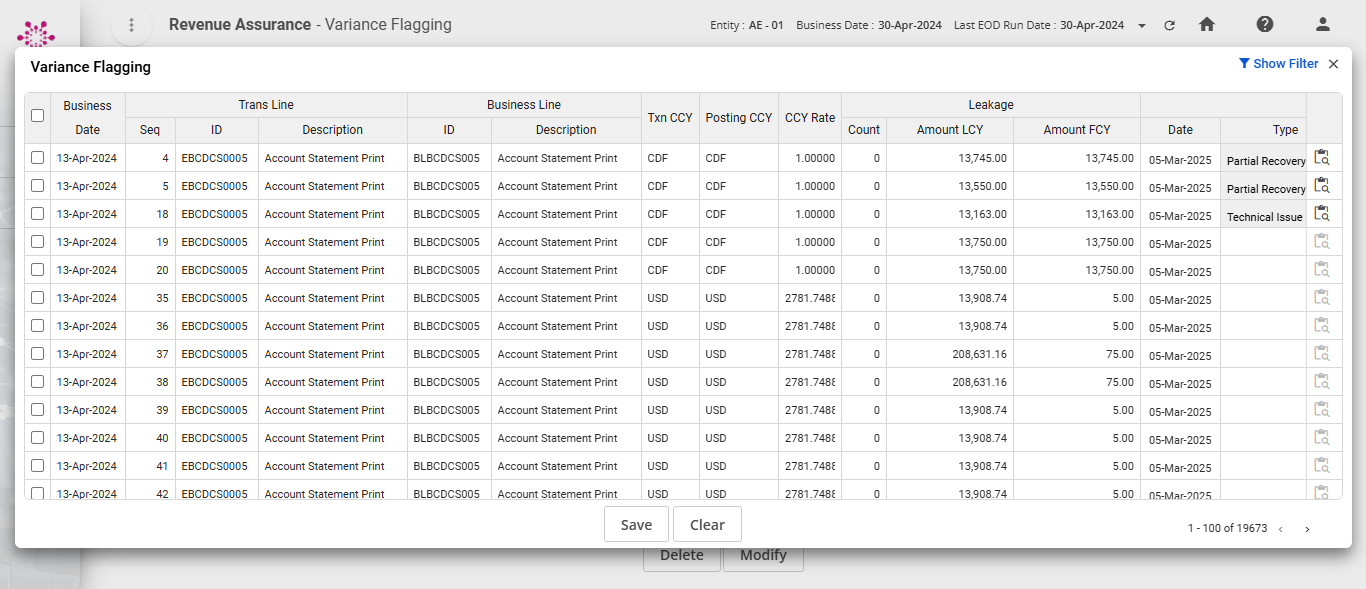 Revenue Assurance - Variance Flagging
Entity : AE - 01 Business Date : 30-Apr-2024 Last EOD Run Date : 30-Apr-2024
Variance Flagging
Show Filter
Business Date Trans Line Business Line Txn CCY Posting CCY CCY Rate Leakage
Seq ID Description ID Description Count Amount LCY Amount FCY Date Type
13-Apr-2024 4 EBCDCS0005 Account Statement Print BLBCDCS005 Account Statement Print CDF CDF 1.00000 0 13,745.00 13,745.00 05-Mar-2025 Partial Recovery
13-Apr-2024 5 EBCDCS0005 Account Statement Print BLBCDCS005 Account Statement Print CDF CDF 1.00000 0 13,550.00 13,550.00 05-Mar-2025 Partial Recovery
13-Apr-2024 18 EBCDCS0005 Account Statement Print BLBCDCS005 Account Statement Print CDF CDF 1.00000 0 13,163.00 13,163.00 05-Mar-2025 Technical Issue
13-Apr-2024 19 EBCDCS0005 Account Statement Print BLBCDCS005 Account Statement Print CDF CDF 1.00000 0 13,750.00 13,750.00 05-Mar-2025
13-Apr-2024 20 EBCDCS0005 Account Statement Print BLBCDCS005 Account Statement Print CDF CDF 1.00000 0 13,750.00 13,750.00 05-Mar-2025
13-Apr-2024 35 EBCDCS0005 Account Statement Print BLBCDCS005 Account Statement Print USD USD 2781.7488 0 13,908.74 5.00 05-Mar-2025
13-Apr-2024 36 EBCDCS0005 Account Statement Print BLBCDCS005 Account Statement Print USD USD 2781.7488 0 13,908.74 5.00 05-Mar-2025
13-Apr-2024 37 EBCDCS0005 Account Statement Print BLBCDCS005 Account Statement Print USD USD 2781.7488 0 208,631.16 75.00 05-Mar-2025
13-Apr-2024 38 EBCDCS0005 Account Statement Print BLBCDCS005 Account Statement Print USD USD 2781.7488 0 208,631.16 75.00 05-Mar-2025
13-Apr-2024 39 EBCDCS0005 Account Statement Print BLBCDCS005 Account Statement Print USD USD 2781.7488 0 13,908.74 5.00 05-Mar-2025
13-Apr-2024 40 EBCDCS0005 Account Statement Print BLBCDCS005 Account Statement Print USD USD 2781.7488 0 13,908.74 5.00 05-Mar-2025
13-Apr-2024 41 EBCDCS0005 Account Statement Print BLBCDCS005 Account Statement Print USD USD 2781.7488 0 13,908.74 5.00 05-Mar-2025
13-Apr-2024 42 EBCDCS0005 Account Statement Print BLBCDCS005 Account Statement Print USD USD 2781.7488 0 13,908.74 5.00 05-Mar-2025
Save Clear
1 - 100 of 19673
Delete Modify